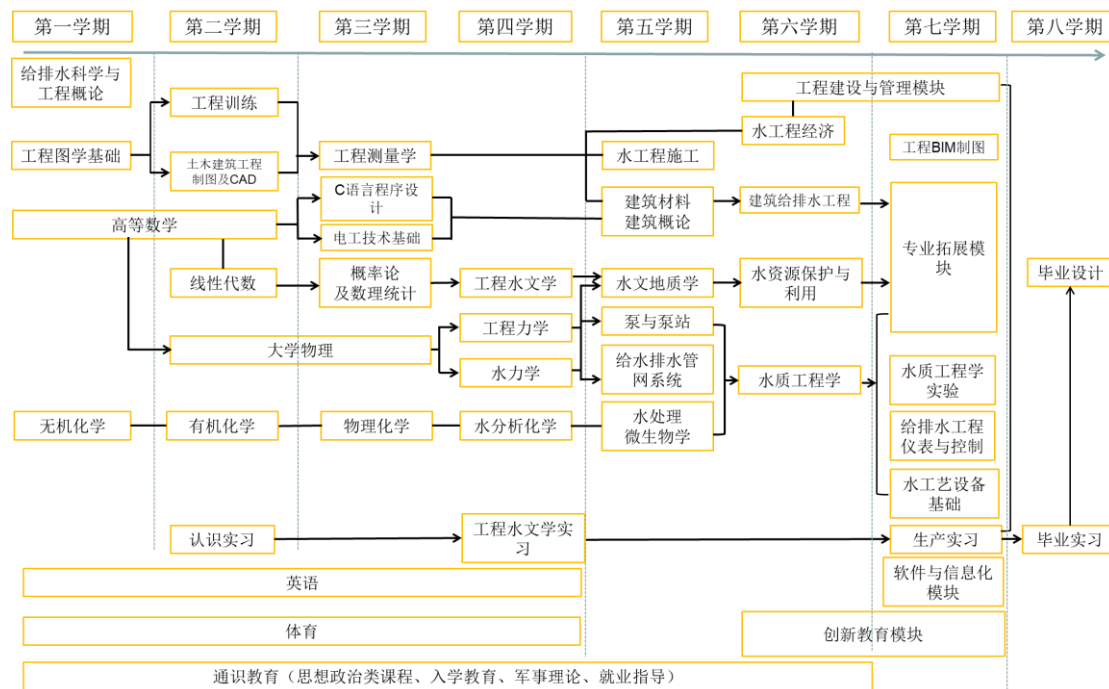 第一学期
第二学期
第三学期
第四学期
第五学期
第六学期
第七学期
第八学期
给排水科学与
工程概论
工程训练
工程建设与管理模块
水工程经济
工程图学基础
土木建筑工程
制图及CAD
工程测量学
水工程施工
工程BIM制图
高等数学
C语言程序设
计
电工技术基础
建筑材料
建筑概论
建筑给排水工程
专业拓展模
块
线性代数
概率论
及数理统计
工程水文学
水文地质学
水资源保护与
利用
毕业设计
大学物理
工程力学
水力学
泵与泵站
给水排水管
网系统
水质工程学
水质工程学
实验
无机化学
有机化学
物理化学
水分析化学
水处理
微生物学
给排水工程
仪表与控制
水工艺设备
基础
认识实习
工程水文学实
习
生产实习
毕业实习
英语
软件与信息化
模块
体育
创新教育模块
通识教育（思想政治类课程、入学教育、军事理论、就业指导）